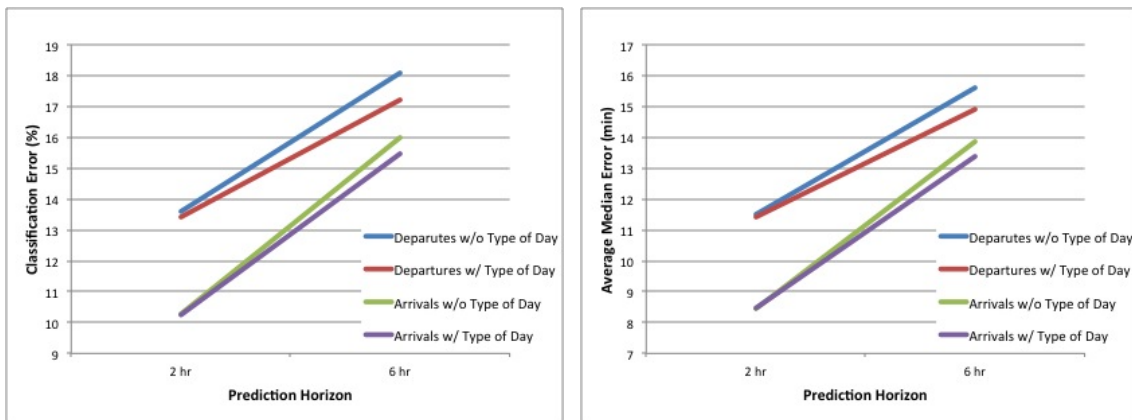 19
18
17
16
15
14
13
12
11
10
9
Classification Error (%)
2 hr
6 hr
Prediction Horizon
Deparutes w/o Type of Day
Departures w/ Type of Day
Arrivals w/o Type of Day
Arrivals w/ Type of Day
17
16
15
14
13
12
11
10
9
8
7
Average Median Error (min)
2 hr
6 hr
Prediction Horizon
Deparutes w/o Type of Day
Departures w/ Type of Day
Arrivals w/o Type of Day
Arrivals w/ Type of Day